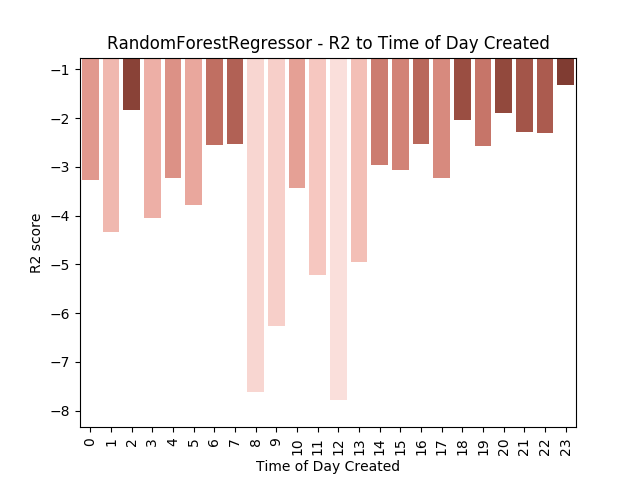 RandomForestRegressor - R2 to Time of Day Created
−1
−2
−3
−4
−5
−6
−7
−8
R2 score
0 1 2 3 4 5 6 7 8 9 10 11 12 13 14 15 16 17 18 19 20 21 22 23
Time of Day Created